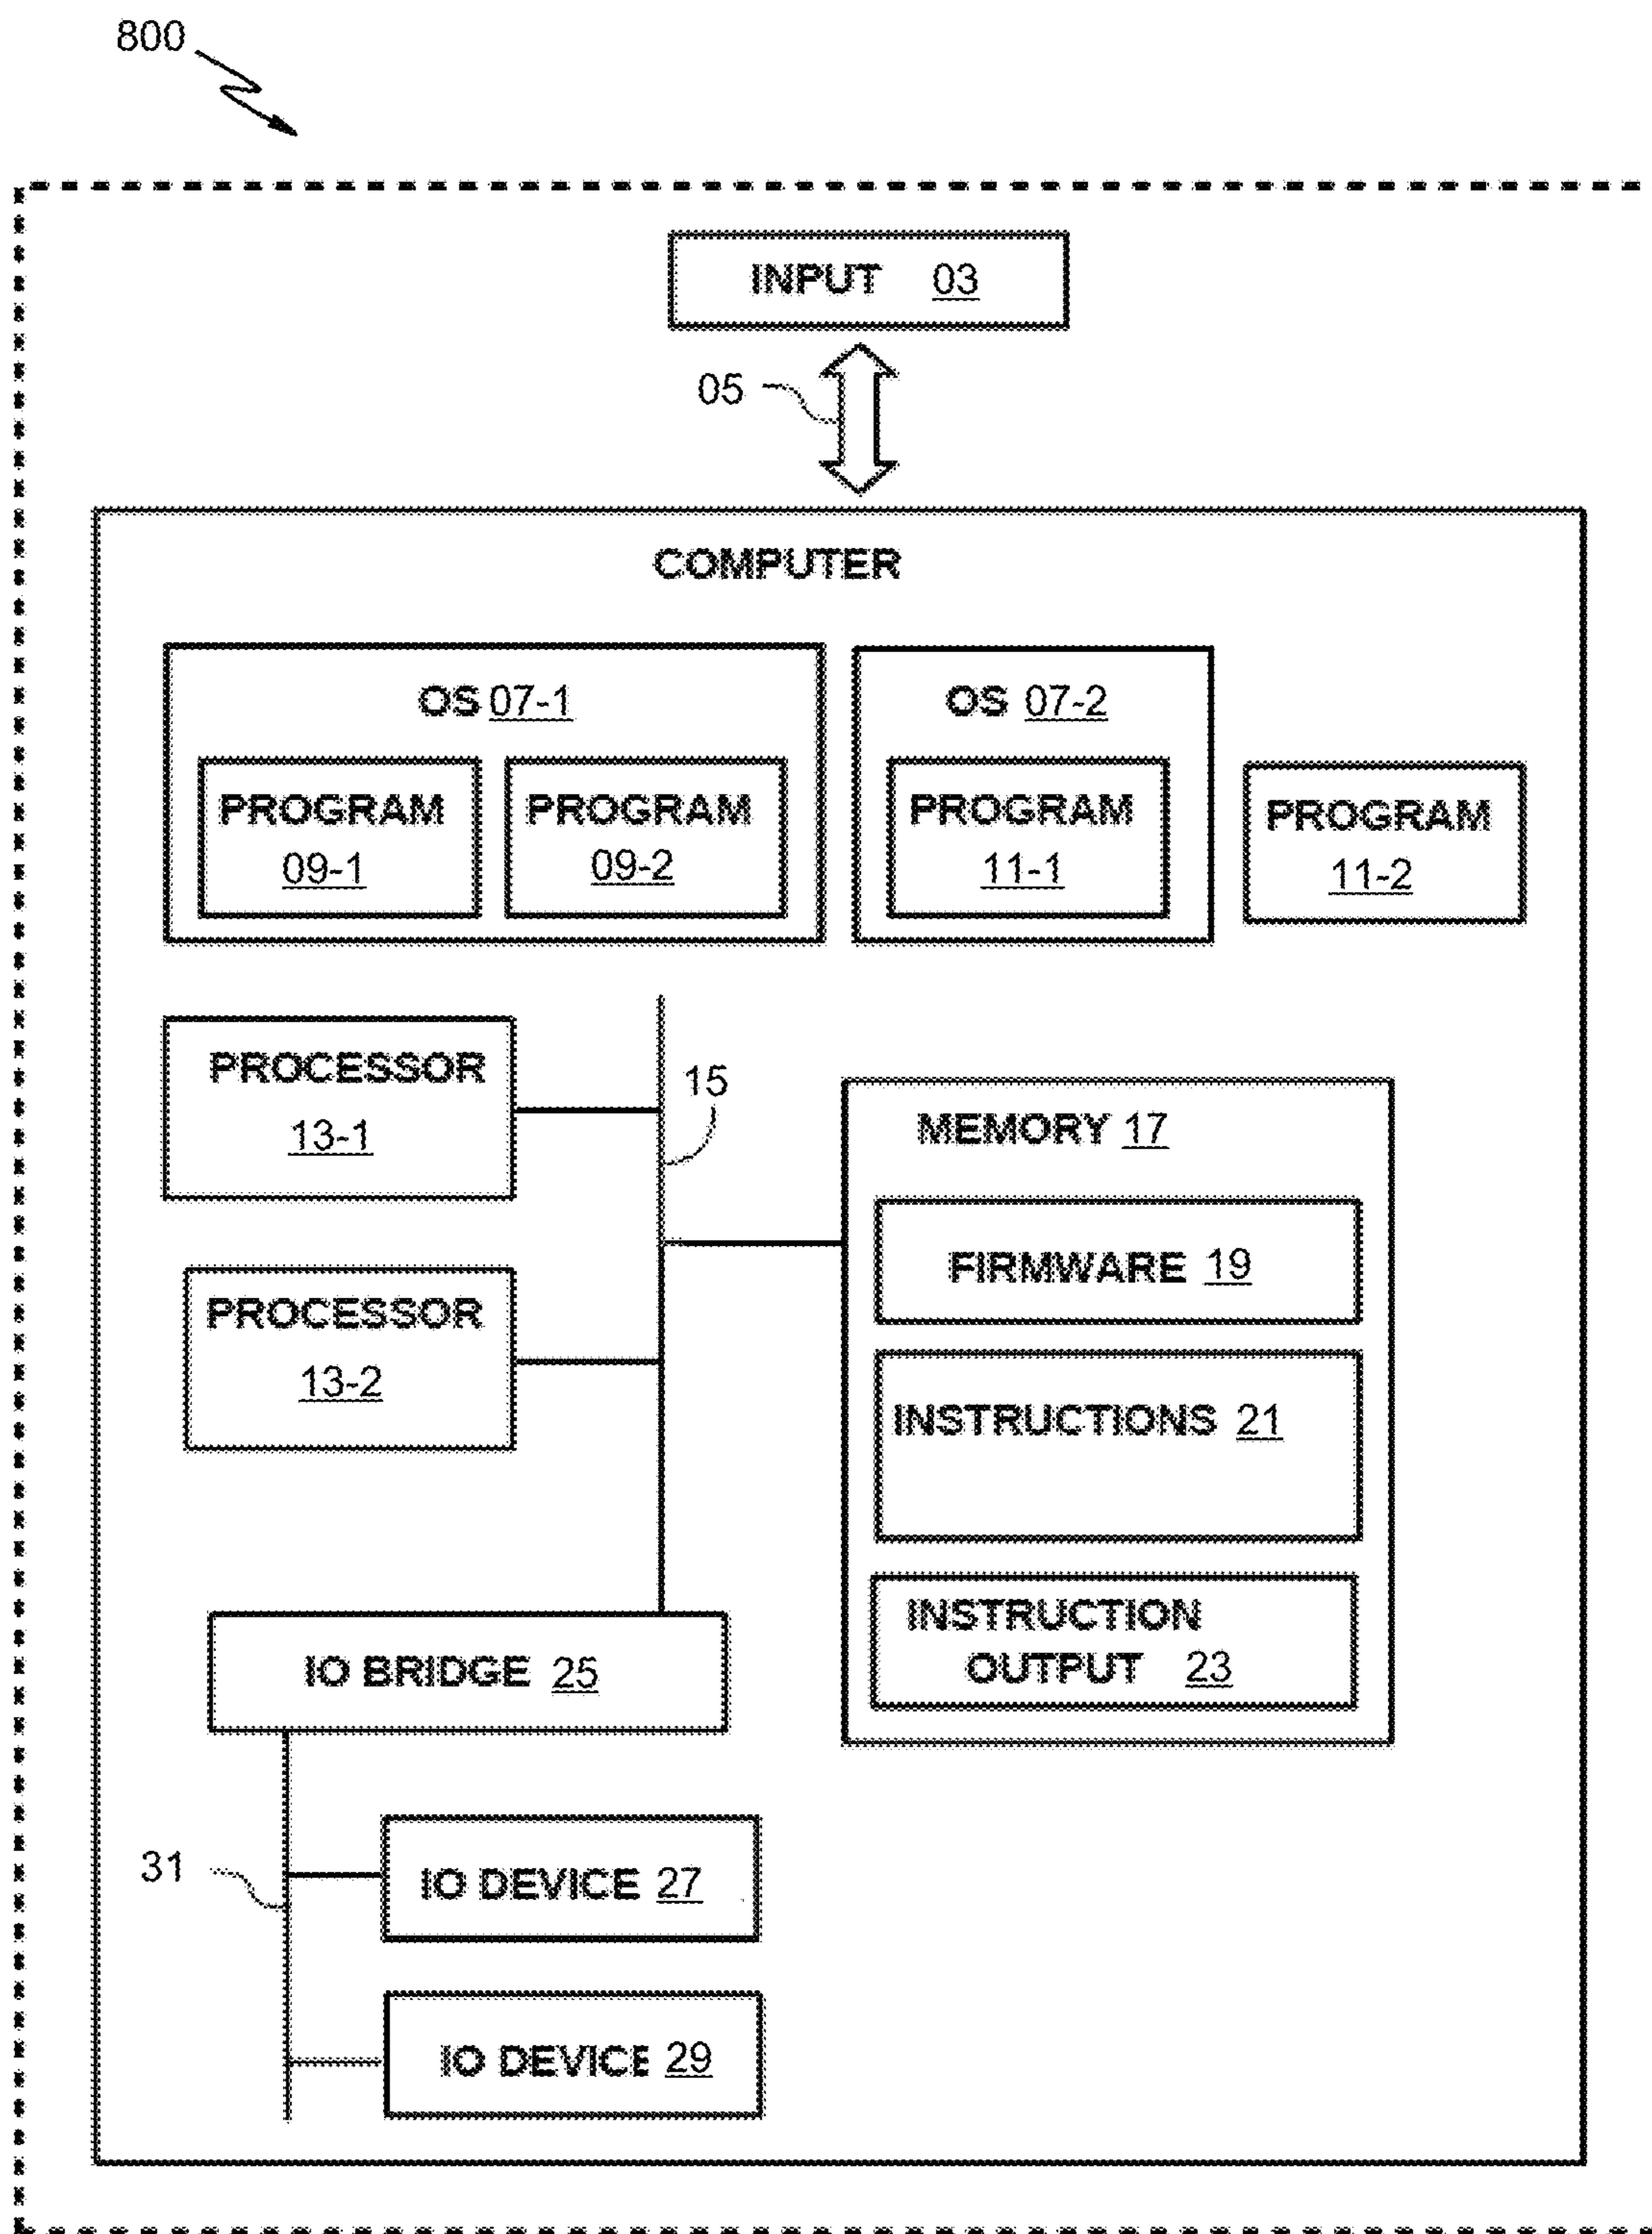 800
INPUT 03
05
COMPUTER
OS 07-1
OS 07-2
PROGRAM
09-1
PROGRAM
09-2
PROGRAM
11-1
PROGRAM
11-2
PROCESSOR
13-1
15
MEMORY 17
FIRMWARE 19
PROCESSOR
13-2
INSTRUCTIONS 21
INSTRUCTION
OUTPUT 23
IO BRIDGE 25
31
IO DEVICE 27
IO DEVICE 29